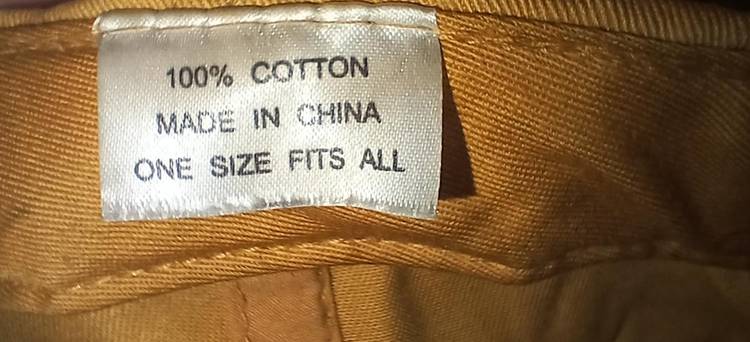 100% COTTON
MADE IN CHINA
ONE SIZE FITS ALL